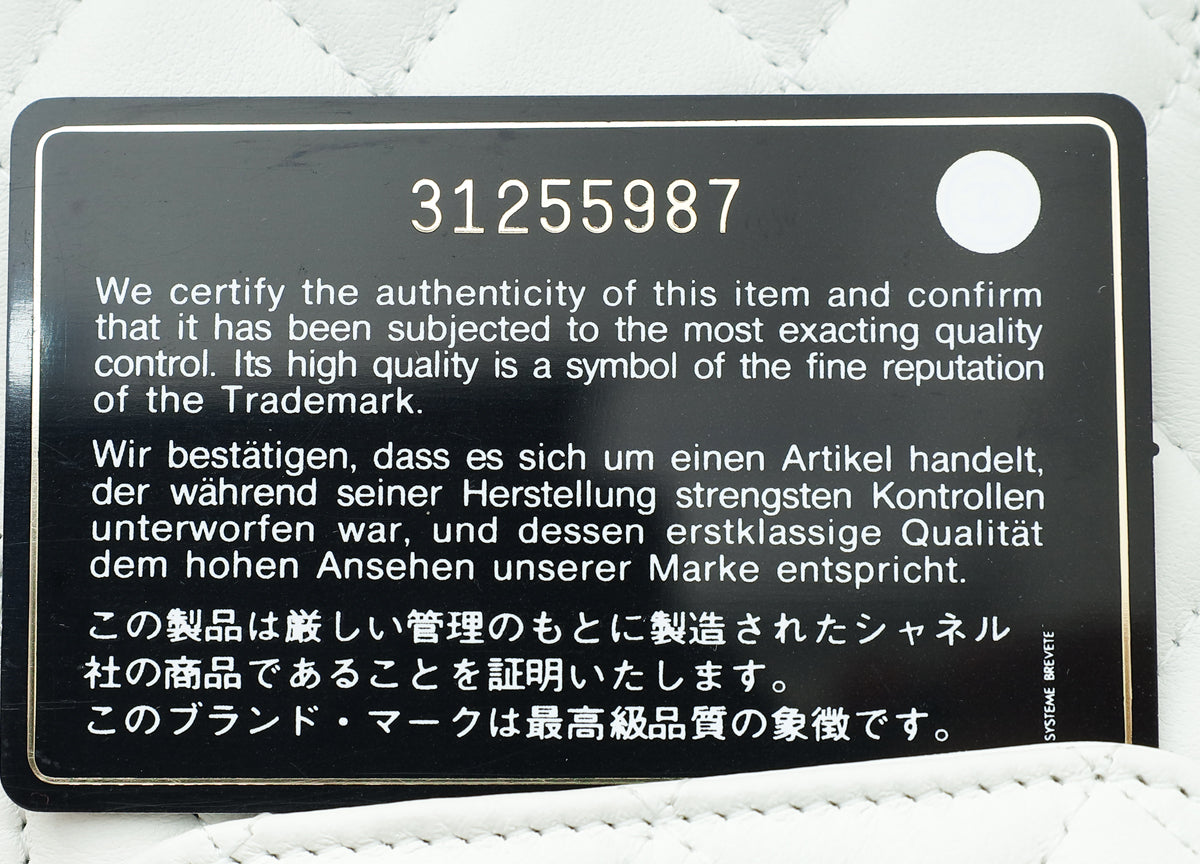 31255987
We certify the authenticity of this item and confirm
that it has been subjected to the most exacting quality
control. Its high quality is a symbol of the fine reputation
of the Trademark.
Wir bestätigen, dass es sich um einen Artikel handelt,
der während seiner Herstellung strengsten Kontrollen
unterworfen war, und dessen erstklassige Qualität
dem hohen Ansehen unserer Marke entspricht.
この製品は厳しい管理のもとに製造されたシャネル
社の商品であることを証明いたします。
このブランド・マークは最高級品質の象徴です。
SYSTEME BREVETE